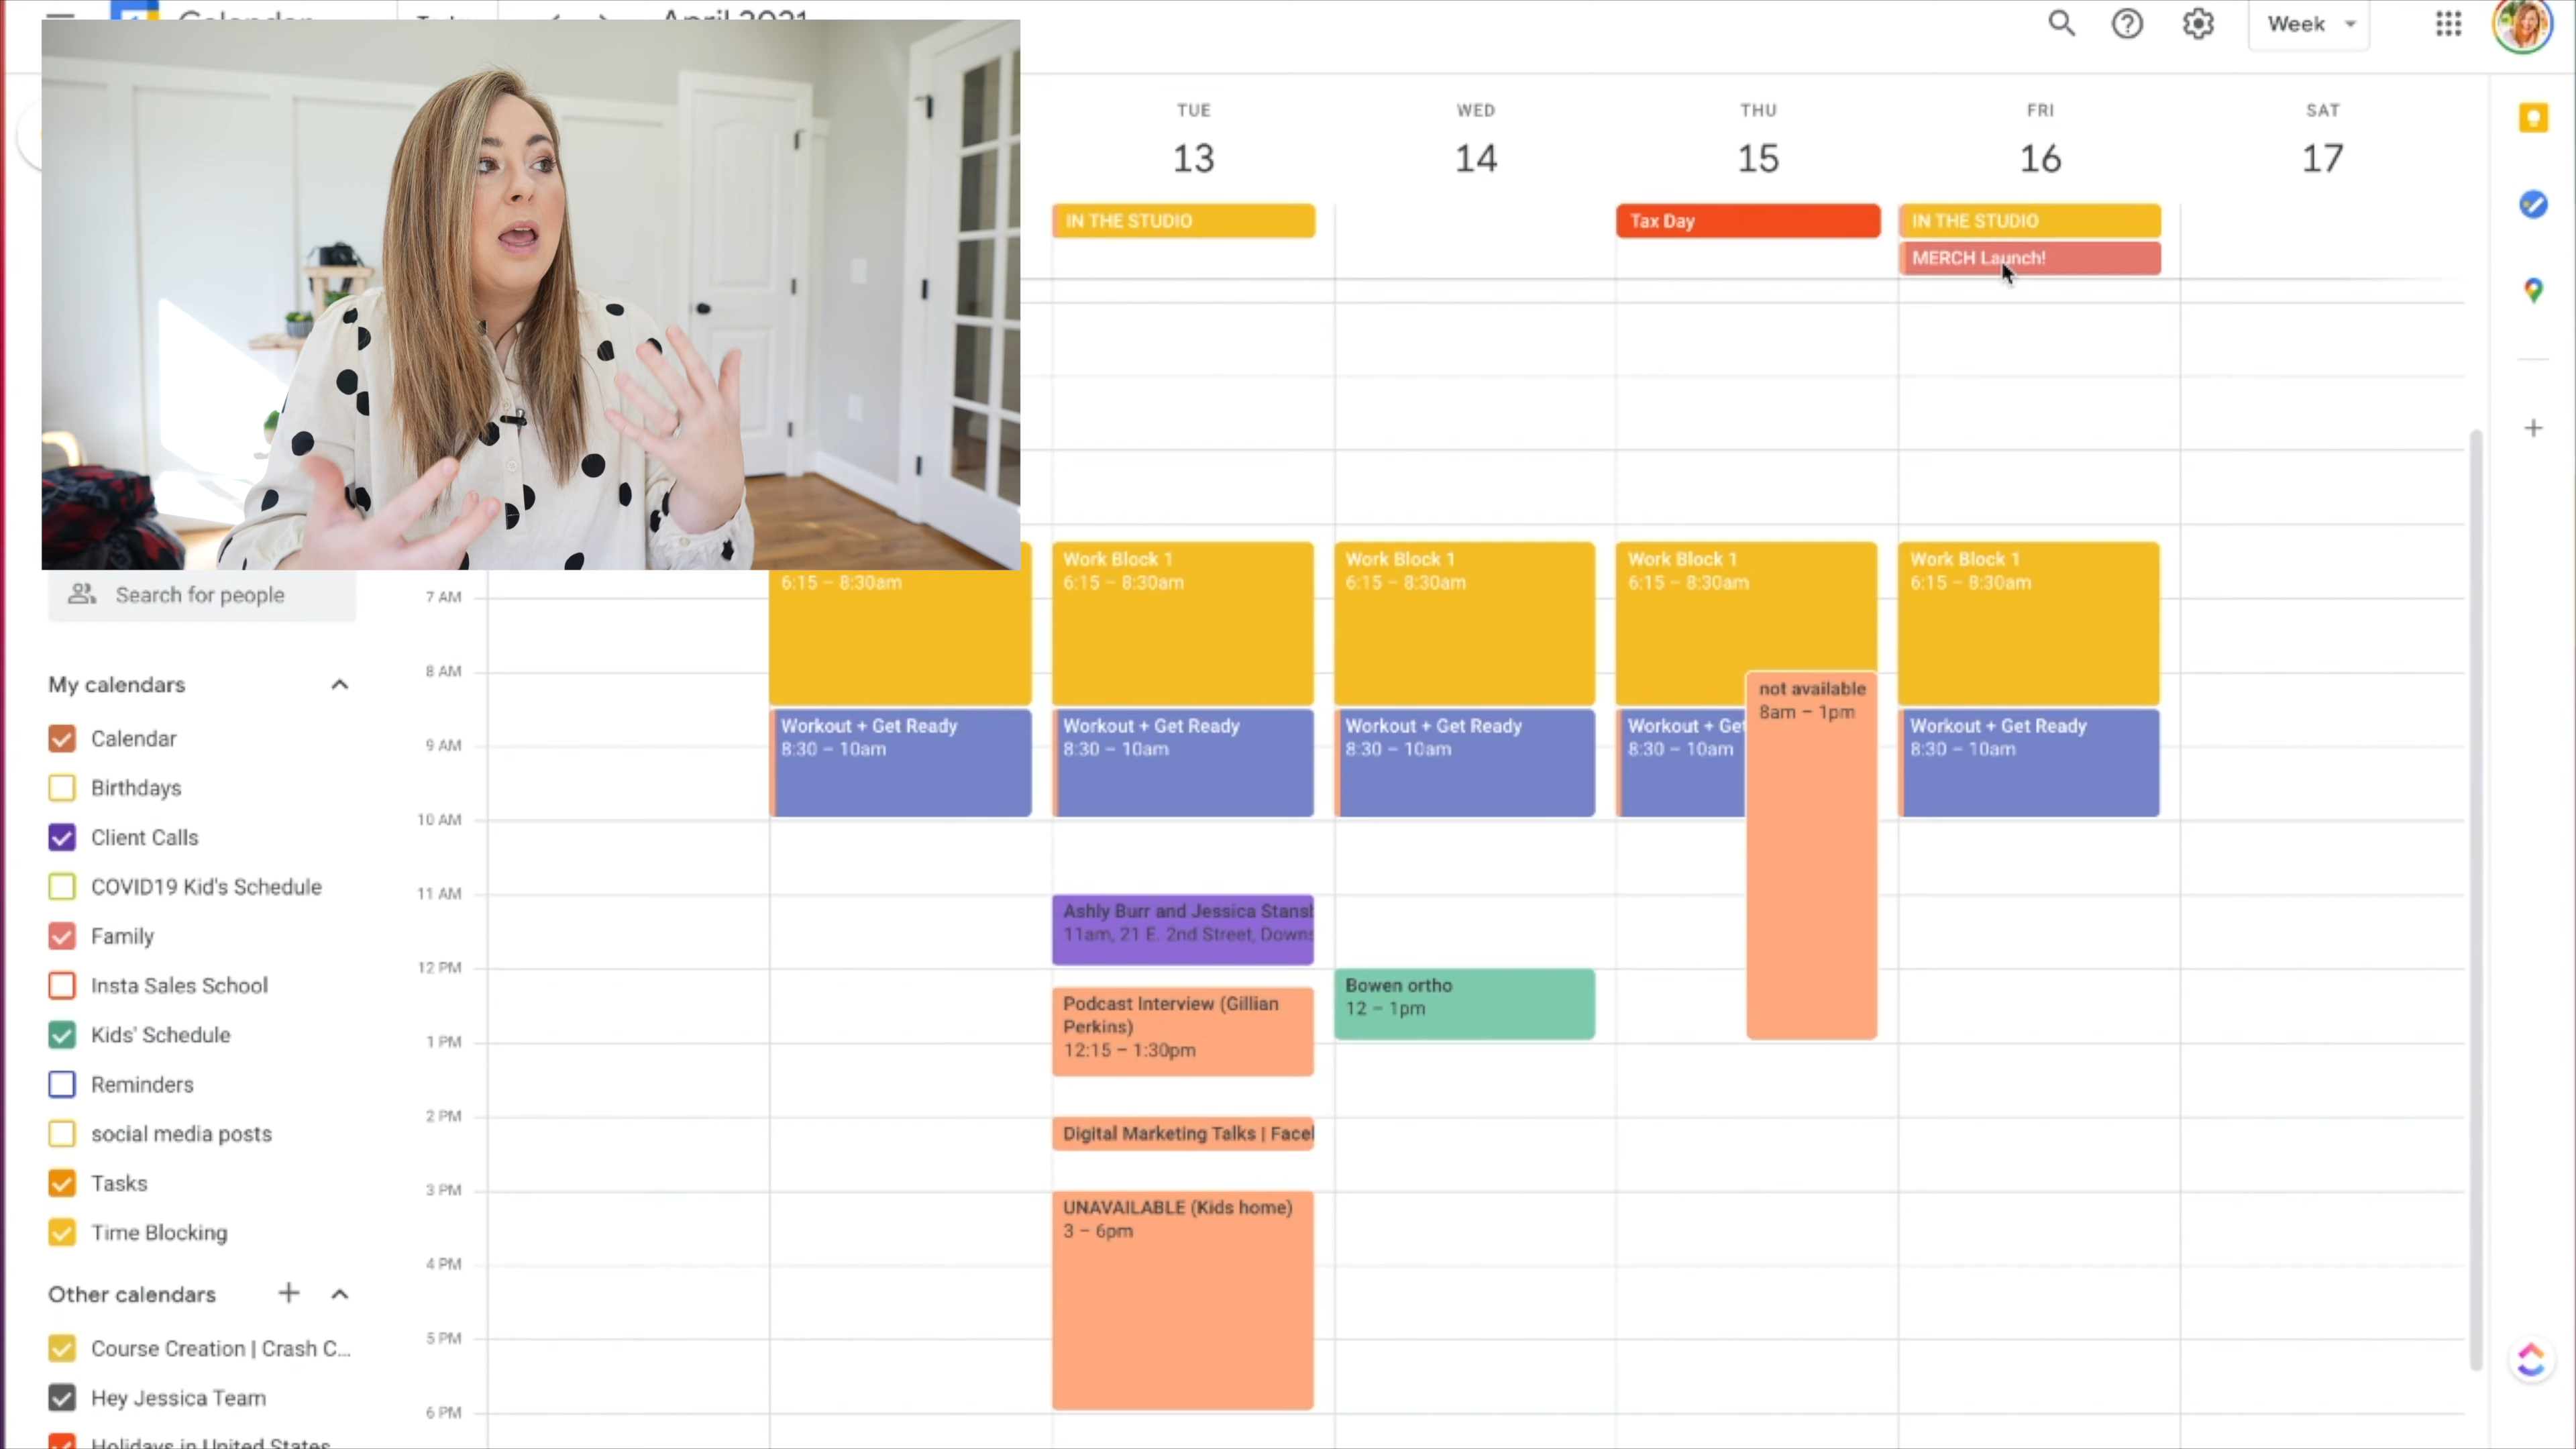 Week
TUE
WED
THU
FRI
SAT
13
14
15
16
17
IN THE STUDIO
Tax Day
IN THE STUDIO
MERCH Launch!
6:15 – 8:30am
Work Block 1
6:15 – 8:30am
Work Block 1
6:15 – 8:30am
Work Block 1
6:15 – 8:30am
Work Block 1
6:15 – 8:30am
Search for people
7 AM
8 AM
9 AM
10 AM
11 AM
12 PM
1 PM
2 PM
3 PM
4 PM
5 PM
6 PM
not available
8am – 1pm
Workout + Get Ready
8:30 – 10am
Workout + Get Ready
8:30 – 10am
Workout + Get Ready
8:30 – 10am
Workout + Get
8:30 – 10am
Workout + Get Ready
8:30 – 10am
Ashly Burr and Jessica
11am, 21 E. 2nd Street,
Podcast Interview (Gillian
Perkins)
12:15 – 1:30pm
Digital Marketing Talks |
UNAVAILABLE (Kids home)
3 – 6pm
Bowen ortho
12 – 1pm
My calendars
Calendar
Birthdays
Client Calls
COVID19 Kid's Schedule
Family
Insta Sales School
Kids' Schedule
Reminders
social media posts
Tasks
Time Blocking
Other calendars
Course Creation | Crash C...
Hey Jessica Team
Holidays in United States